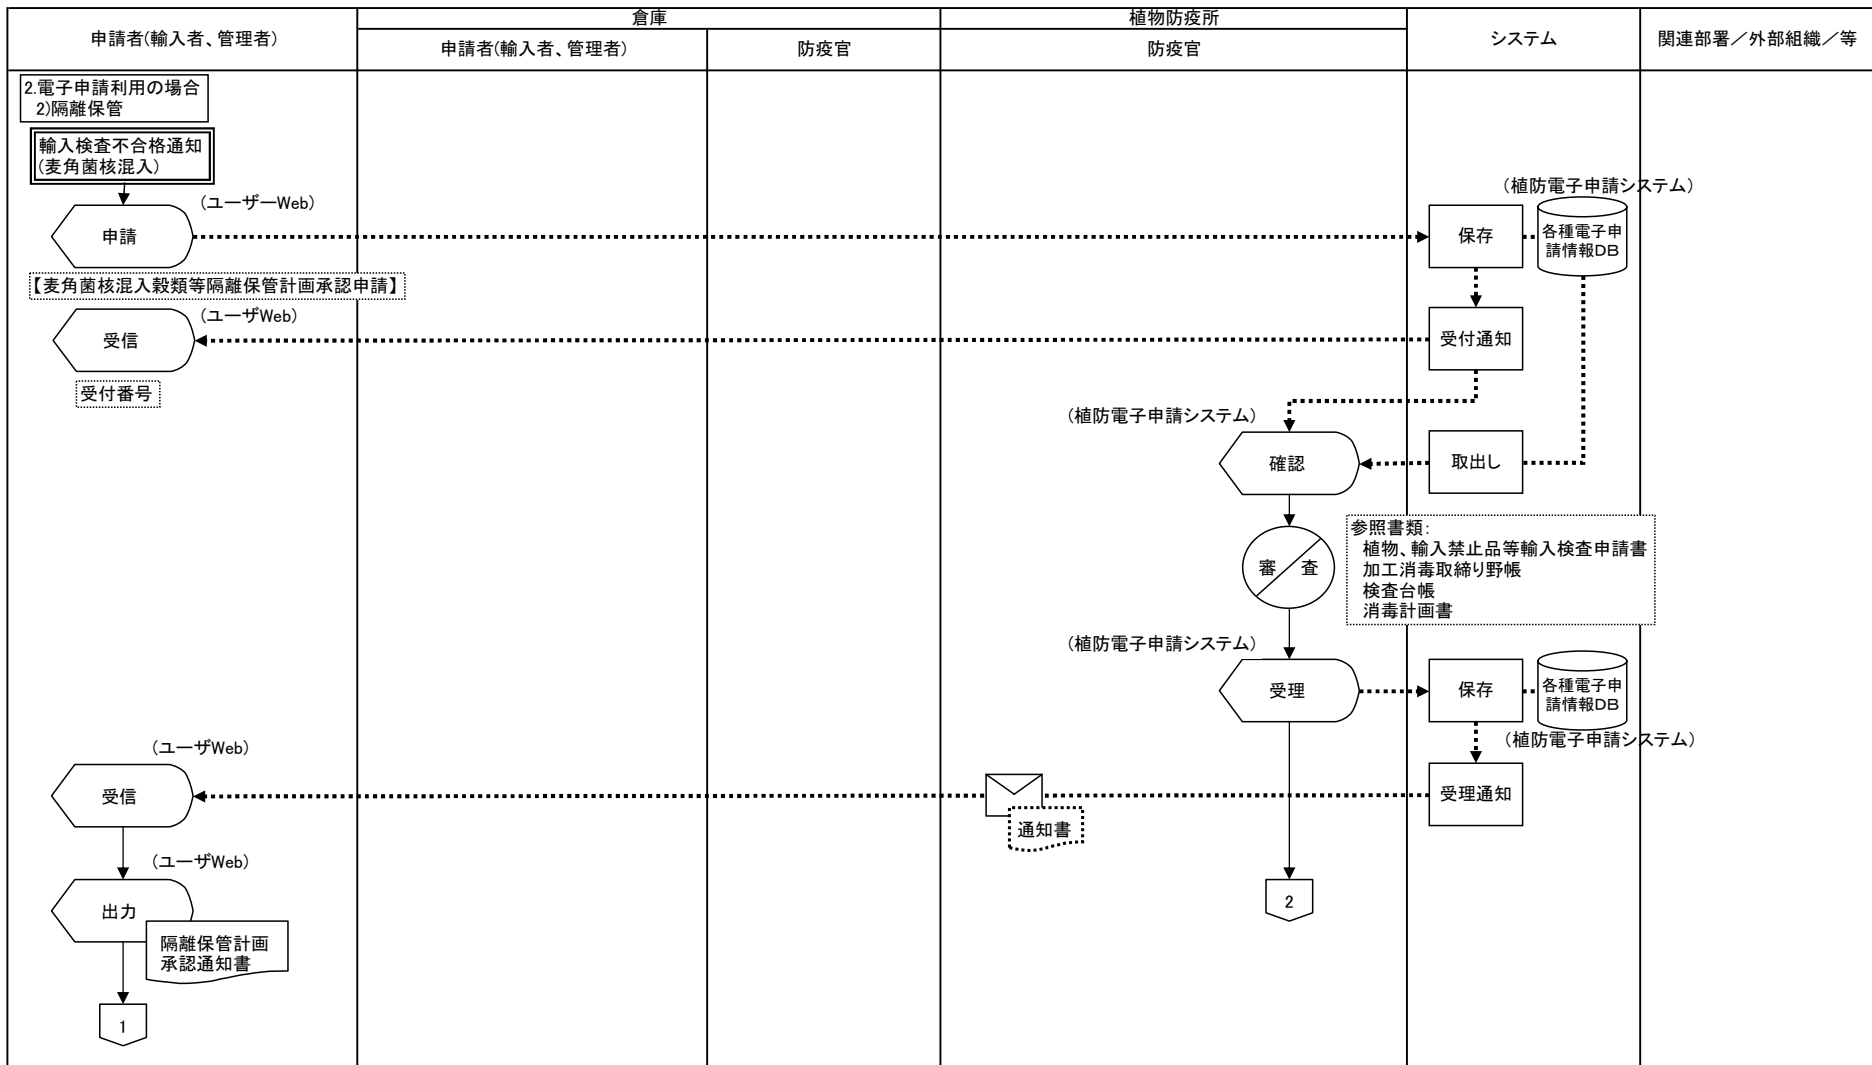 申請者(輸入者、管理者)
倉庫
申請者(輸入者、管理者)
防疫官
植物防疫所
防疫官
システム
関連部署／外部組織／等
2.電子申請利用の場合
2)隔離保管
輸入検査不合格通知
(麦角菌核混入)
(ユーザーWeb)
申請
【麦角菌核混入穀類等隔離保管計画承認申請】
(植防電子申請システム)
保存
各種電子申
請情報DB
(ユーザWeb)
受信
受付通知
受付番号
(植防電子申請システム)
確認
取出し
審
査
参照書類:
植物、輸入禁止品等輸入検査申請書
加工消毒取締り野帳
検査台帳
消毒計画書
(植防電子申請システム)
受理
保存
各種電子申
請情報DB
(植防電子申請システム)
(ユーザWeb)
受信
通知書
受理通知
(ユーザWeb)
出力
隔離保管計画
承認通知書
2
1